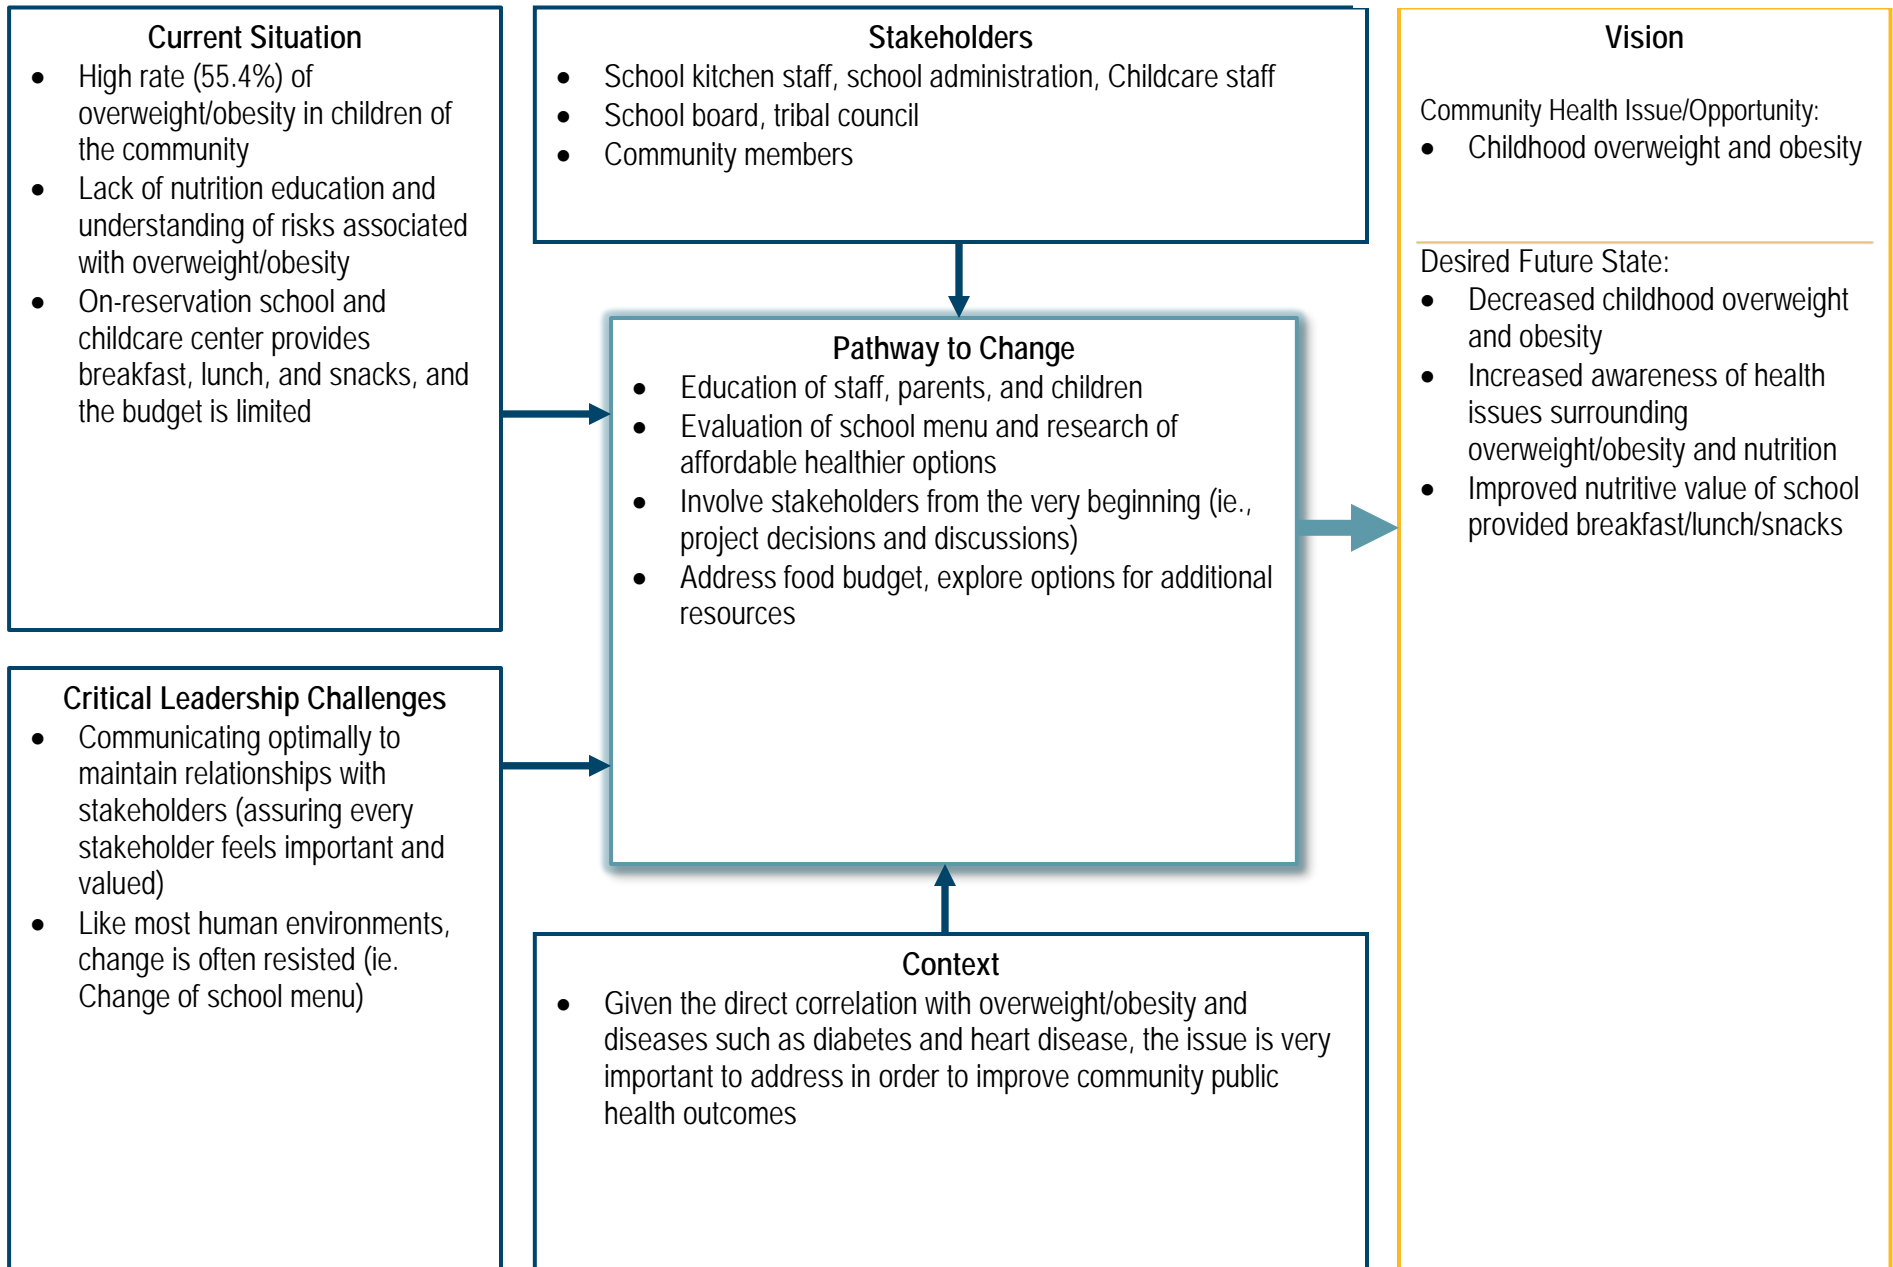 Current Situation
• High rate (55.4%) of
overweight/obesity in children of
the community
• Lack of nutrition education and
understanding of risks associated
with overweight/obesity
• On-reservation school and
childcare center provides
breakfast, lunch, and snacks, and
the budget is limited
Critical Leadership Challenges
• Communicating optimally to
maintain relationships with
stakeholders (assuring every
stakeholder feels important and
valued)
• Like most human environments,
change is often resisted (ie.
Change of school menu)
Stakeholders
• School kitchen staff, school administration, Childcare staff
• School board, tribal council
• Community members
Pathway to Change
• Education of staff, parents, and children
• Evaluation of school menu and research of
affordable healthier options
• Involve stakeholders from the very beginning (ie.,
project decisions and discussions)
• Address food budget, explore options for additional
resources
Context
• Given the direct correlation with overweight/obesity and
diseases such as diabetes and heart disease, the issue is very
important to address in order to improve community public
health outcomes
Vision
Community Health Issue/Opportunity:
• Childhood overweight and obesity
Desired Future State:
• Decreased childhood overweight
and obesity
• Increased awareness of health
issues surrounding
overweight/obesity and nutrition
• Improved nutritive value of school
provided breakfast/lunch/snacks